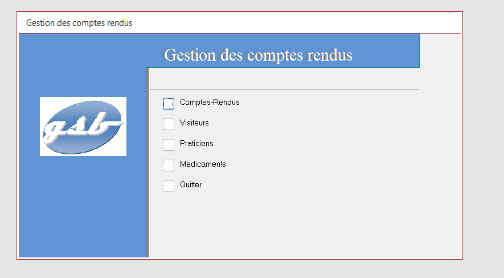 Gestion des comptes rendus
Gestion des comptes rendus
gsb
Comptes-Rendus
Visiteurs
Praticiens
Medicaments
Quitter